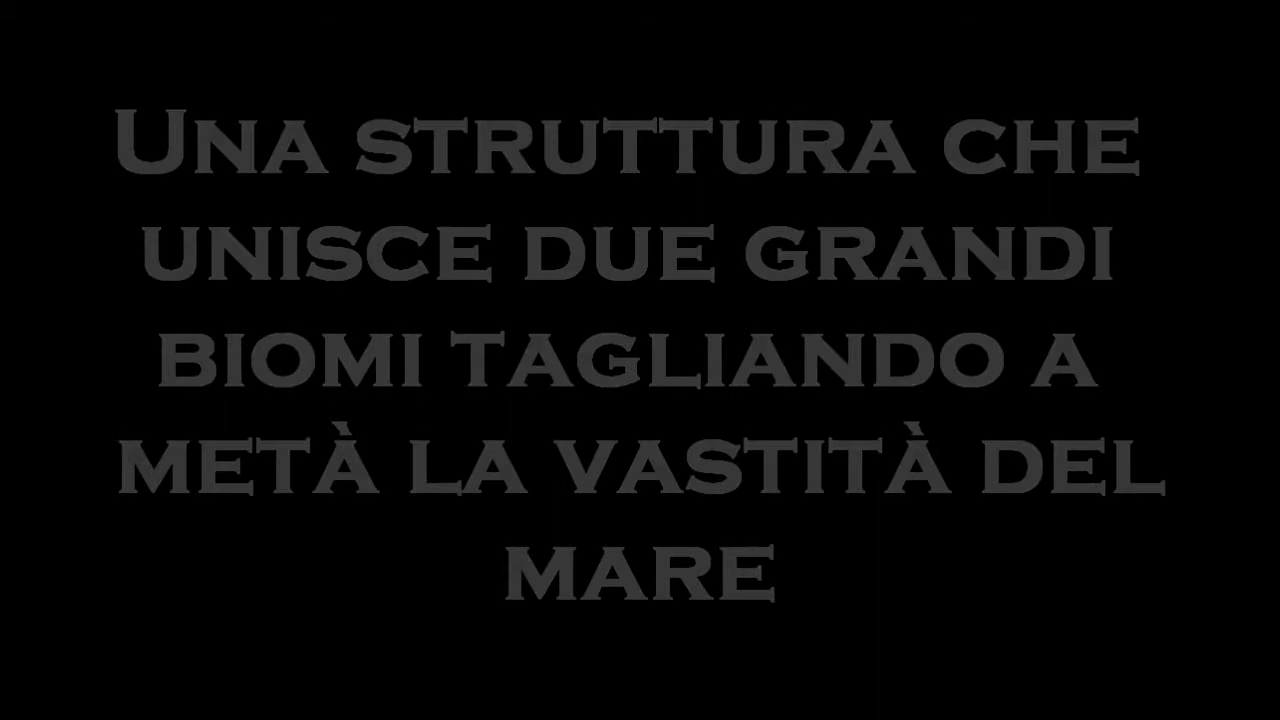 Una struttura che
unisce due grandi
biomi tagliando a
metà la vastità del
mare